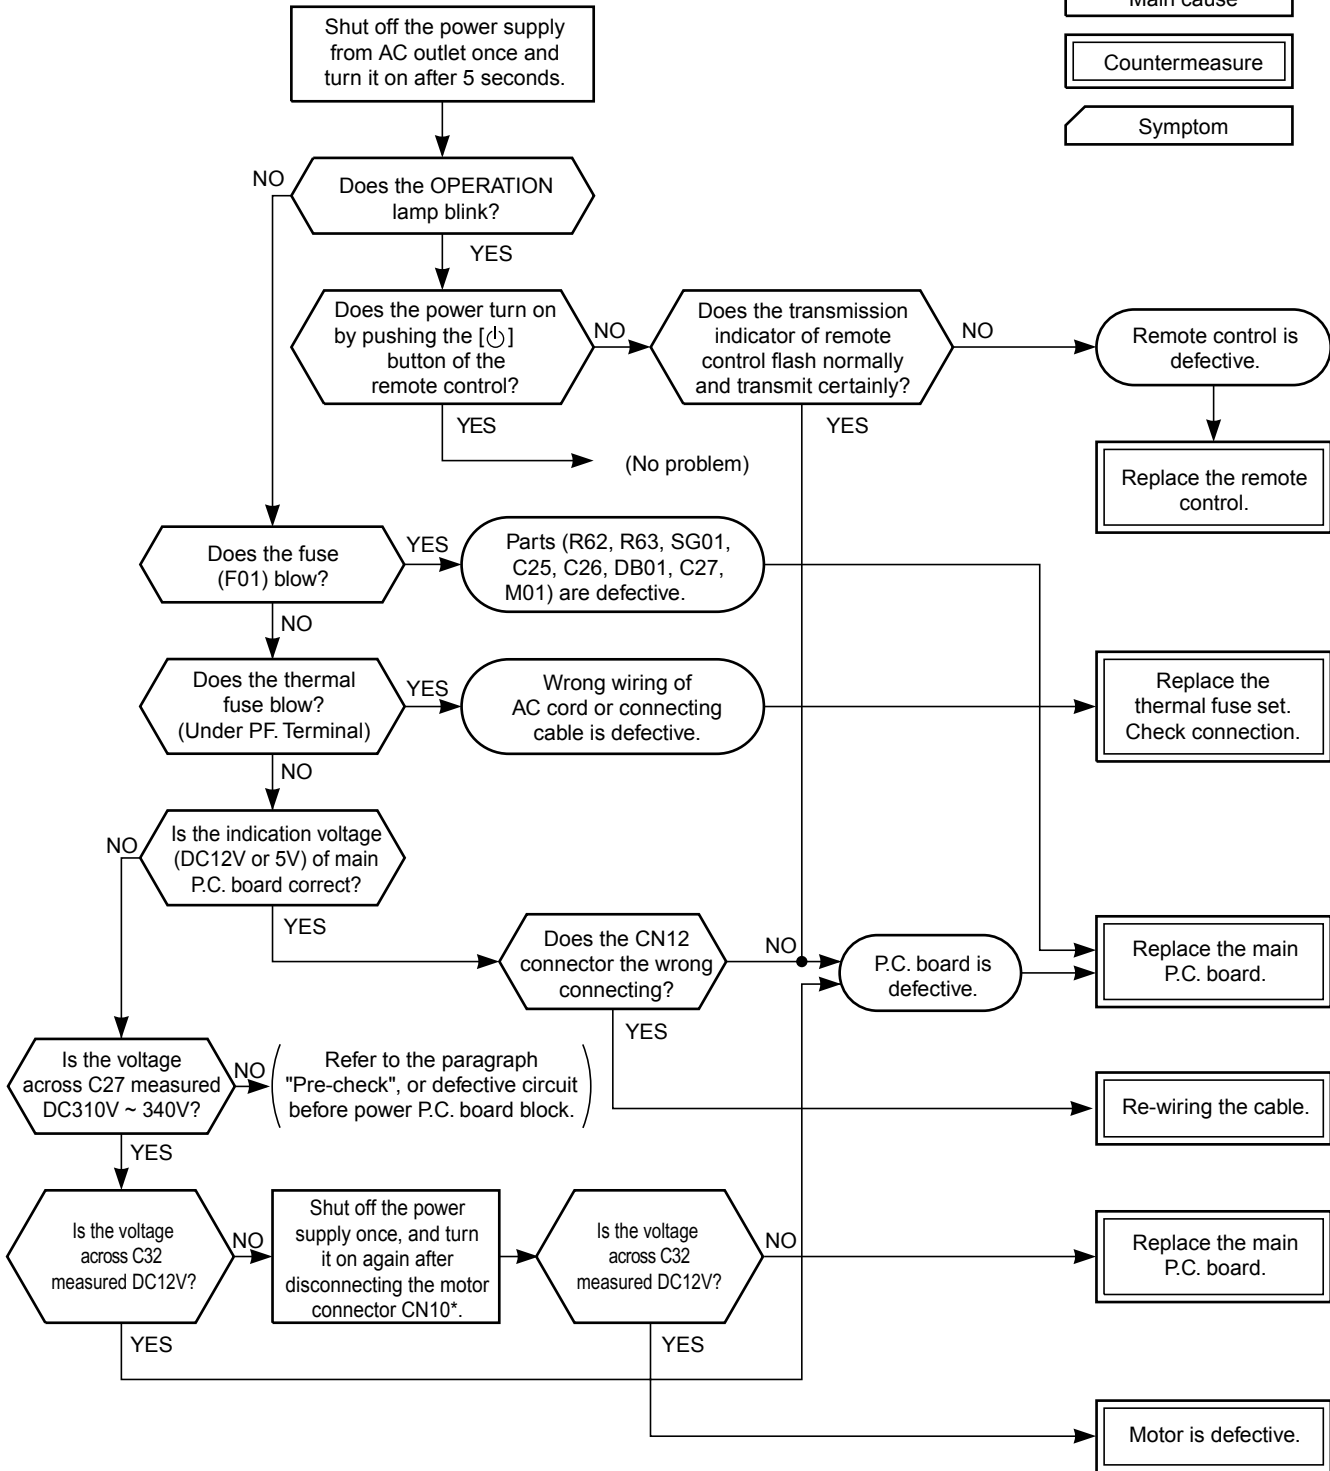 Main cause
Countermeasure
Symptom
Shut off the power supply
from AC outlet once and
turn it on after 5 seconds.
NO
Does the OPERATION
lamp blink?
YES
Does the power turn on
by pushing the [⏻]
button of the
remote control?
NO
Does the transmission
indicator of remote
control flash normally
and transmit certainly?
NO
Remote control is
defective.
YES
YES
(No problem)
Replace the remote
control.
Does the fuse
(F01) blow?
YES
Parts (R62, R63, SG01,
C25, C26, DB01, C27,
M01) are defective.
NO
Does the thermal
fuse blow?
(Under PF. Terminal)
YES
Wrong wiring of
AC cord or connecting
cable is defective.
Replace the
thermal fuse set.
Check connection.
NO
NO
Is the indication voltage
(DC12V or 5V) of main
P.C. board correct?
YES
Does the CN12
connector the wrong
connecting?
NO
P.C. board is
defective.
Replace the main
P.C. board.
YES
Is the voltage
across C27 measured
DC310V ~ 340V?
NO
Refer to the paragraph
"Pre-check", or defective circuit
before power P.C. board block.
Re-wiring the cable.
YES
Is the voltage
across C32
measured DC12V?
NO
Shut off the power
supply once, and turn
it on again after
disconnecting the motor
connector CN10*.
Is the voltage
across C32
measured DC12V?
NO
Replace the main
P.C. board.
YES
YES
Motor is defective.